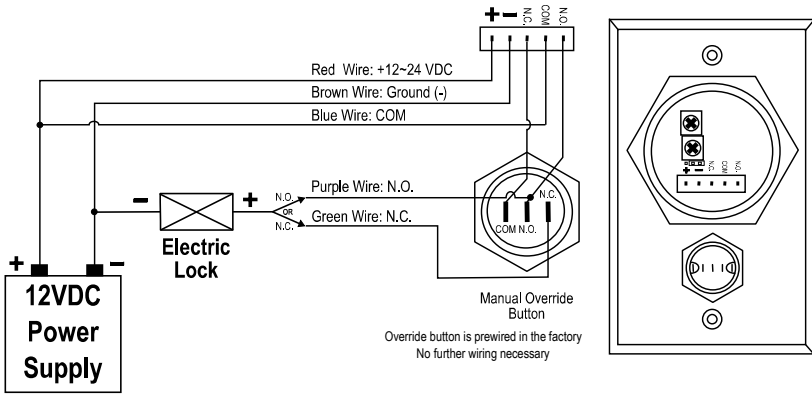 + − N.C. COM N.O.
Red Wire: +12~24 VDC
Brown Wire: Ground (-)
Blue Wire: COM
− + N.O. Purple Wire: N.O.
OR
N.C. Green Wire: N.C.
Electric
Lock
N.C.
COM N.O.
+ −
12VDC
Power
Supply
Manual Override
Button
Override button is prewired in the factory
No further wiring necessary
+ − N.C. COM N.O.